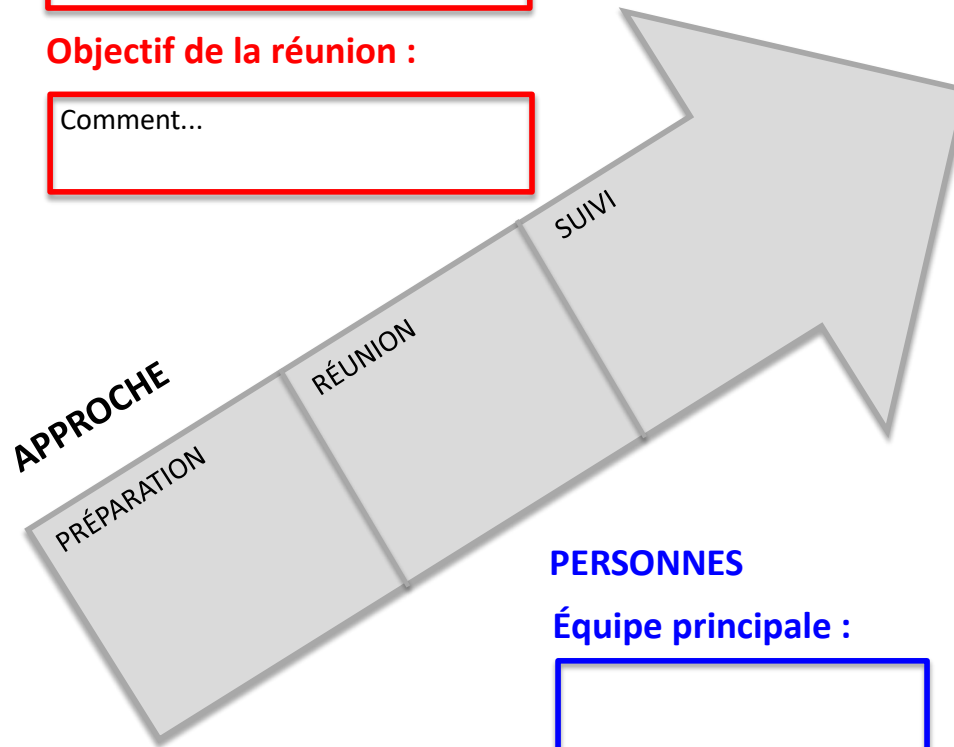 Objectif de la réunion :
Comment...
SUIVI
RÉUNION
APPROCHE
PRÉPARATION
PERSONNES
Équipe principale :